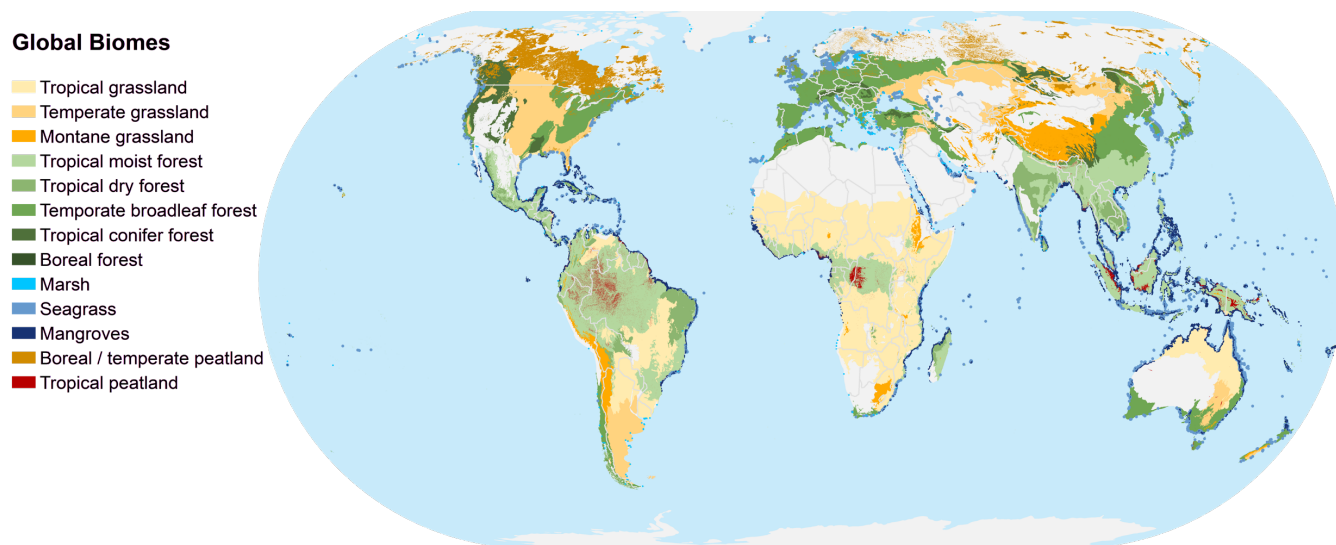 Global Biomes
Tropical grassland
Temperate grassland
Montane grassland
Tropical moist forest
Tropical dry forest
Temporate broadleaf forest
Tropical conifer forest
Boreal forest
Marsh
Seagrass
Mangroves
Boreal / temperate peatland
Tropical peatland